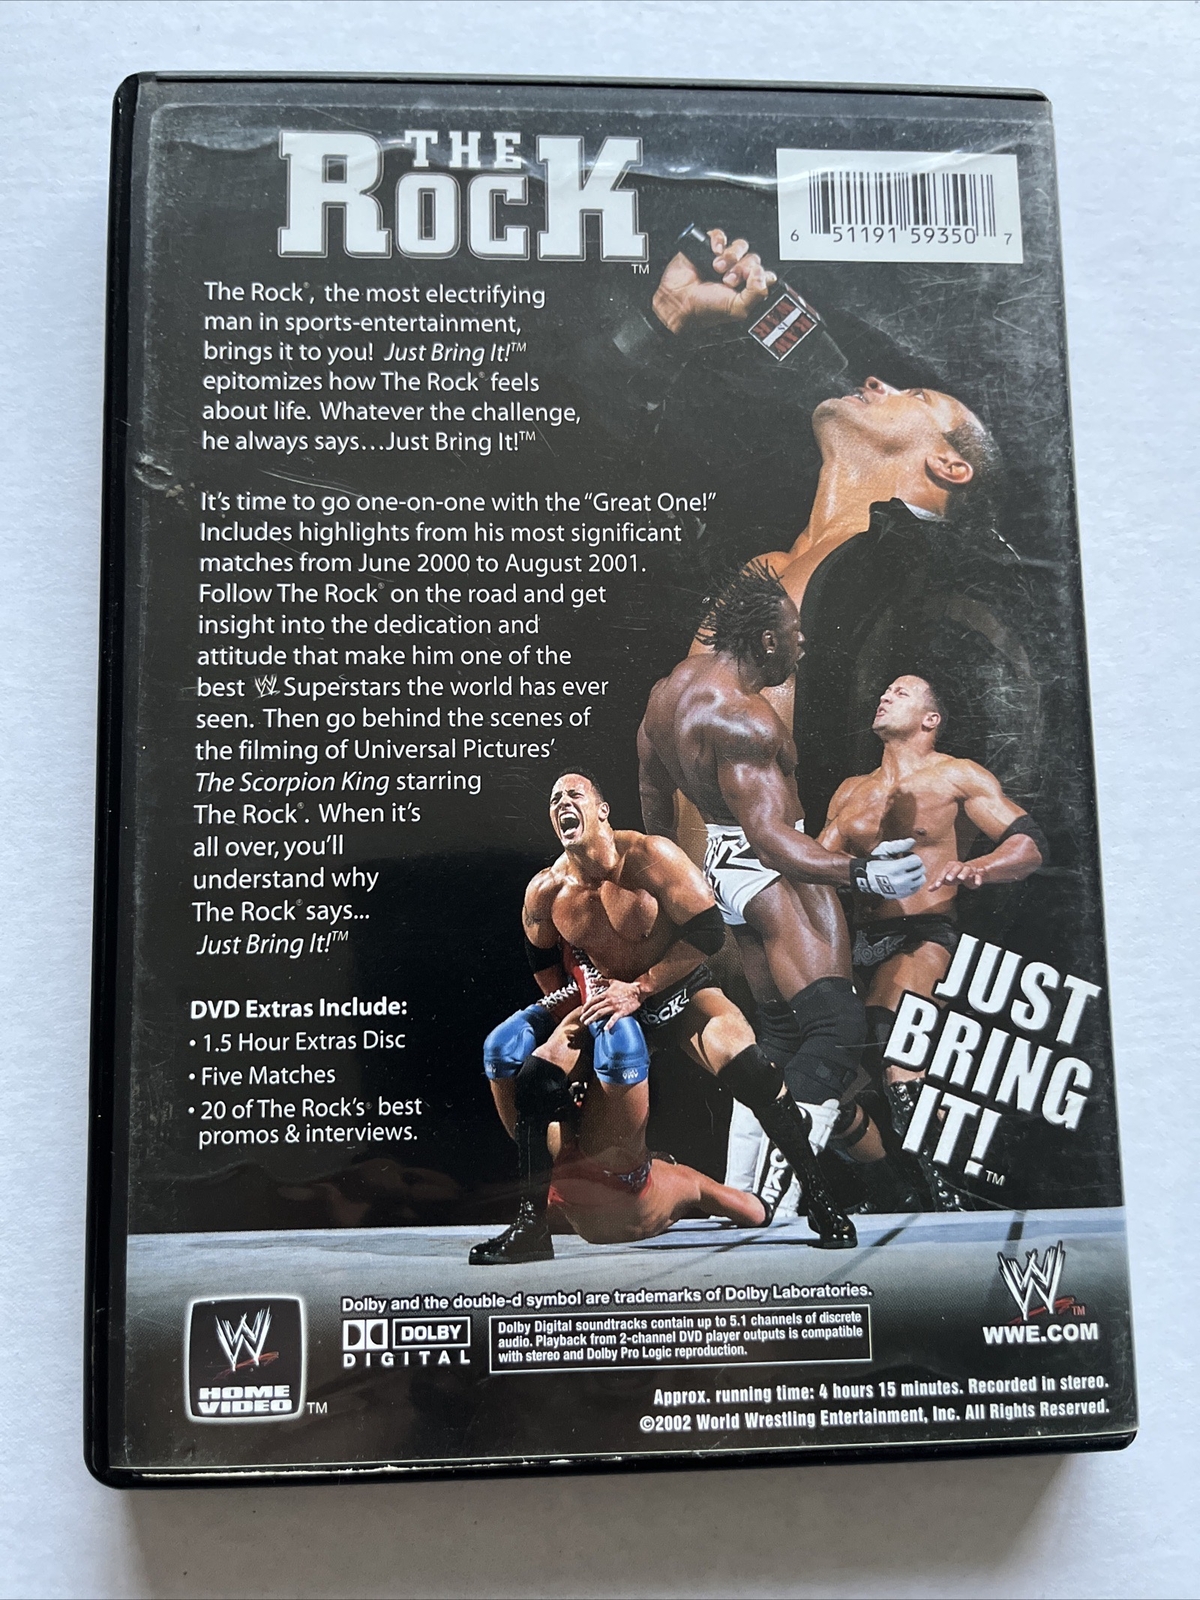 THE
ROCK™
6 51191 59350 7
The Rock®, the most electrifying
man in sports-entertainment,
brings it to you! Just Bring It!™
epitomizes how The Rock® feels
about life. Whatever the challenge,
he always says...Just Bring It!™
It's time to go one-on-one with the "Great One!"
Includes highlights from his most significant
matches from June 2000 to August 2001.
Follow The Rock® on the road and get
insight into the dedication and
attitude that make him one of the
best W Superstars the world has ever
seen. Then go behind the scenes of
the filming of Universal Pictures'
The Scorpion King starring
The Rock®. When it's
all over, you'll
understand why
The Rock® says...
Just Bring It!™
DVD Extras Include:
• 1.5 Hour Extras Disc
• Five Matches
• 20 of The Rock's® best
promos & interviews.
JUST
BRING
IT!™
W
HOME
VIDEO™
Dolby and the double-d symbol are trademarks of Dolby Laboratories.
DOLBY
DIGITAL
Dolby Digital soundtracks contain up to 5.1 channels of discrete
audio. Playback from 2-channel DVD player outputs is compatible
with stereo and Dolby Pro Logic reproduction.
W™
WWE.COM
Approx. running time: 4 hours 15 minutes. Recorded in stereo.
©2002 World Wrestling Entertainment, Inc. All Rights Reserved.